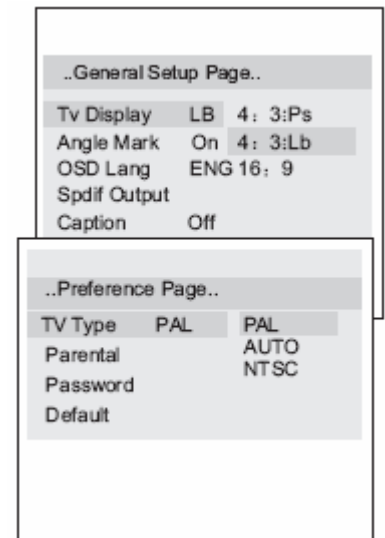 ..General Setup Page..
Tv Display LB 4：3:Ps
Angle Mark On 4：3:Lb
OSD Lang ENG 16：9
Spdif Output
Caption Off
..Preference Page..
TV Type PAL PAL
Parental AUTO
Password NTSC
Default